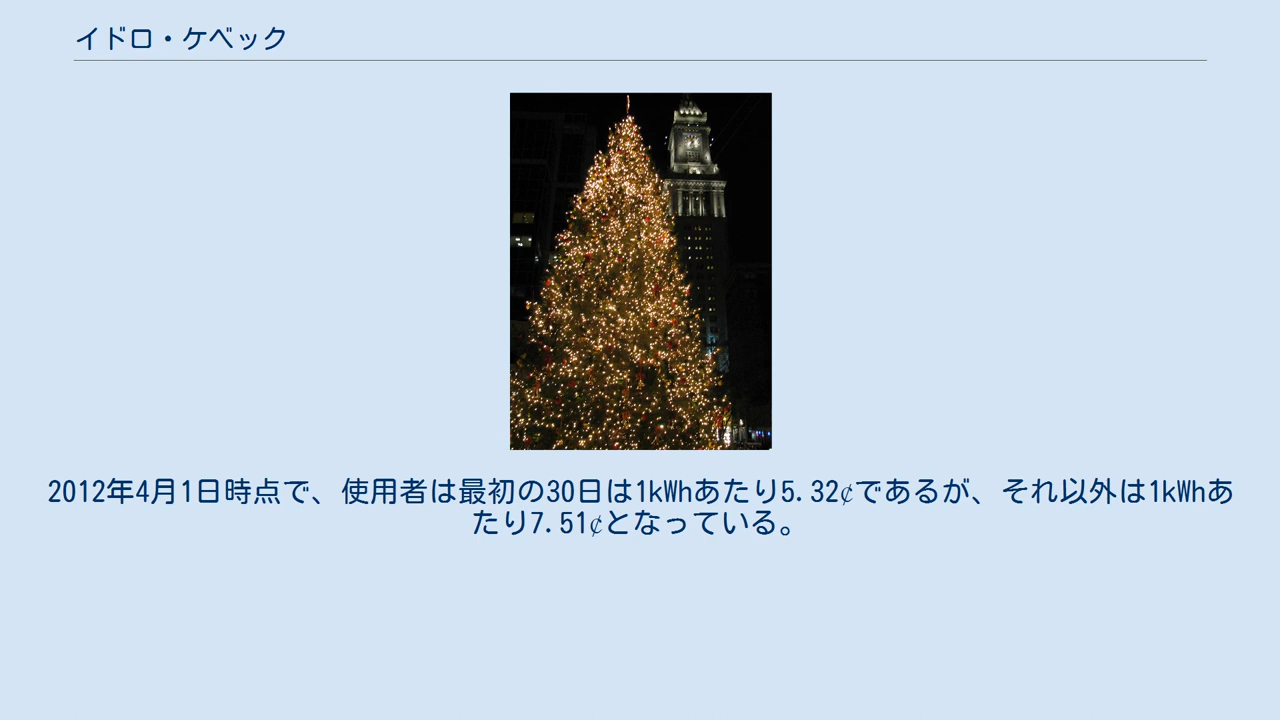 イドロ・ケベック
2012年4月1日時点で、使用者は最初の30日は1kWhあたり5.32¢であるが、それ以外は1kWhあ
たり7.51¢となっている。